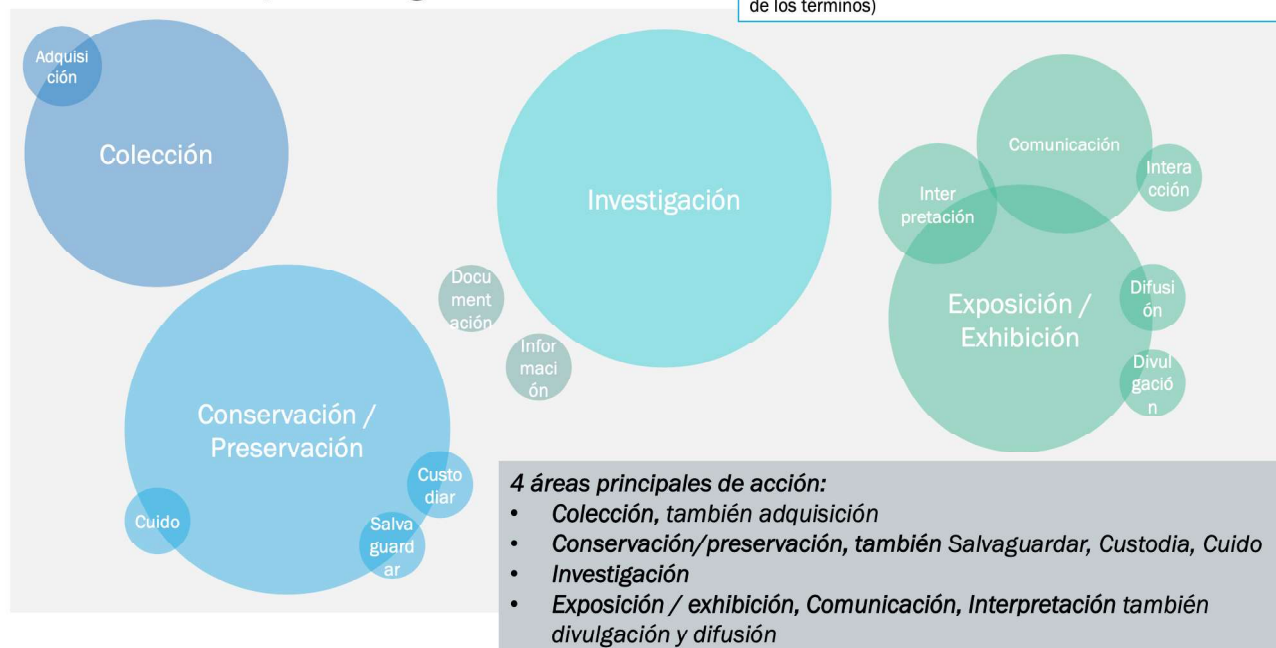 de los términos)
Adquisi
ción
Colección
Investigación
Comunicación
Intera
cción
Inter
pretación
Docu
ment
ación
Exposición /
Exhibición
Difusi
ón
Infor
maci
ón
Divul
gació
n
Conservación /
Preservación
Custo
diar
Cuido
Salva
guard
ar
4 áreas principales de acción:
• Colección, también adquisición
• Conservación/preservación, también Salvaguardar, Custodia, Cuido
• Investigación
• Exposición / exhibición, Comunicación, Interpretación también
divulgación y difusión